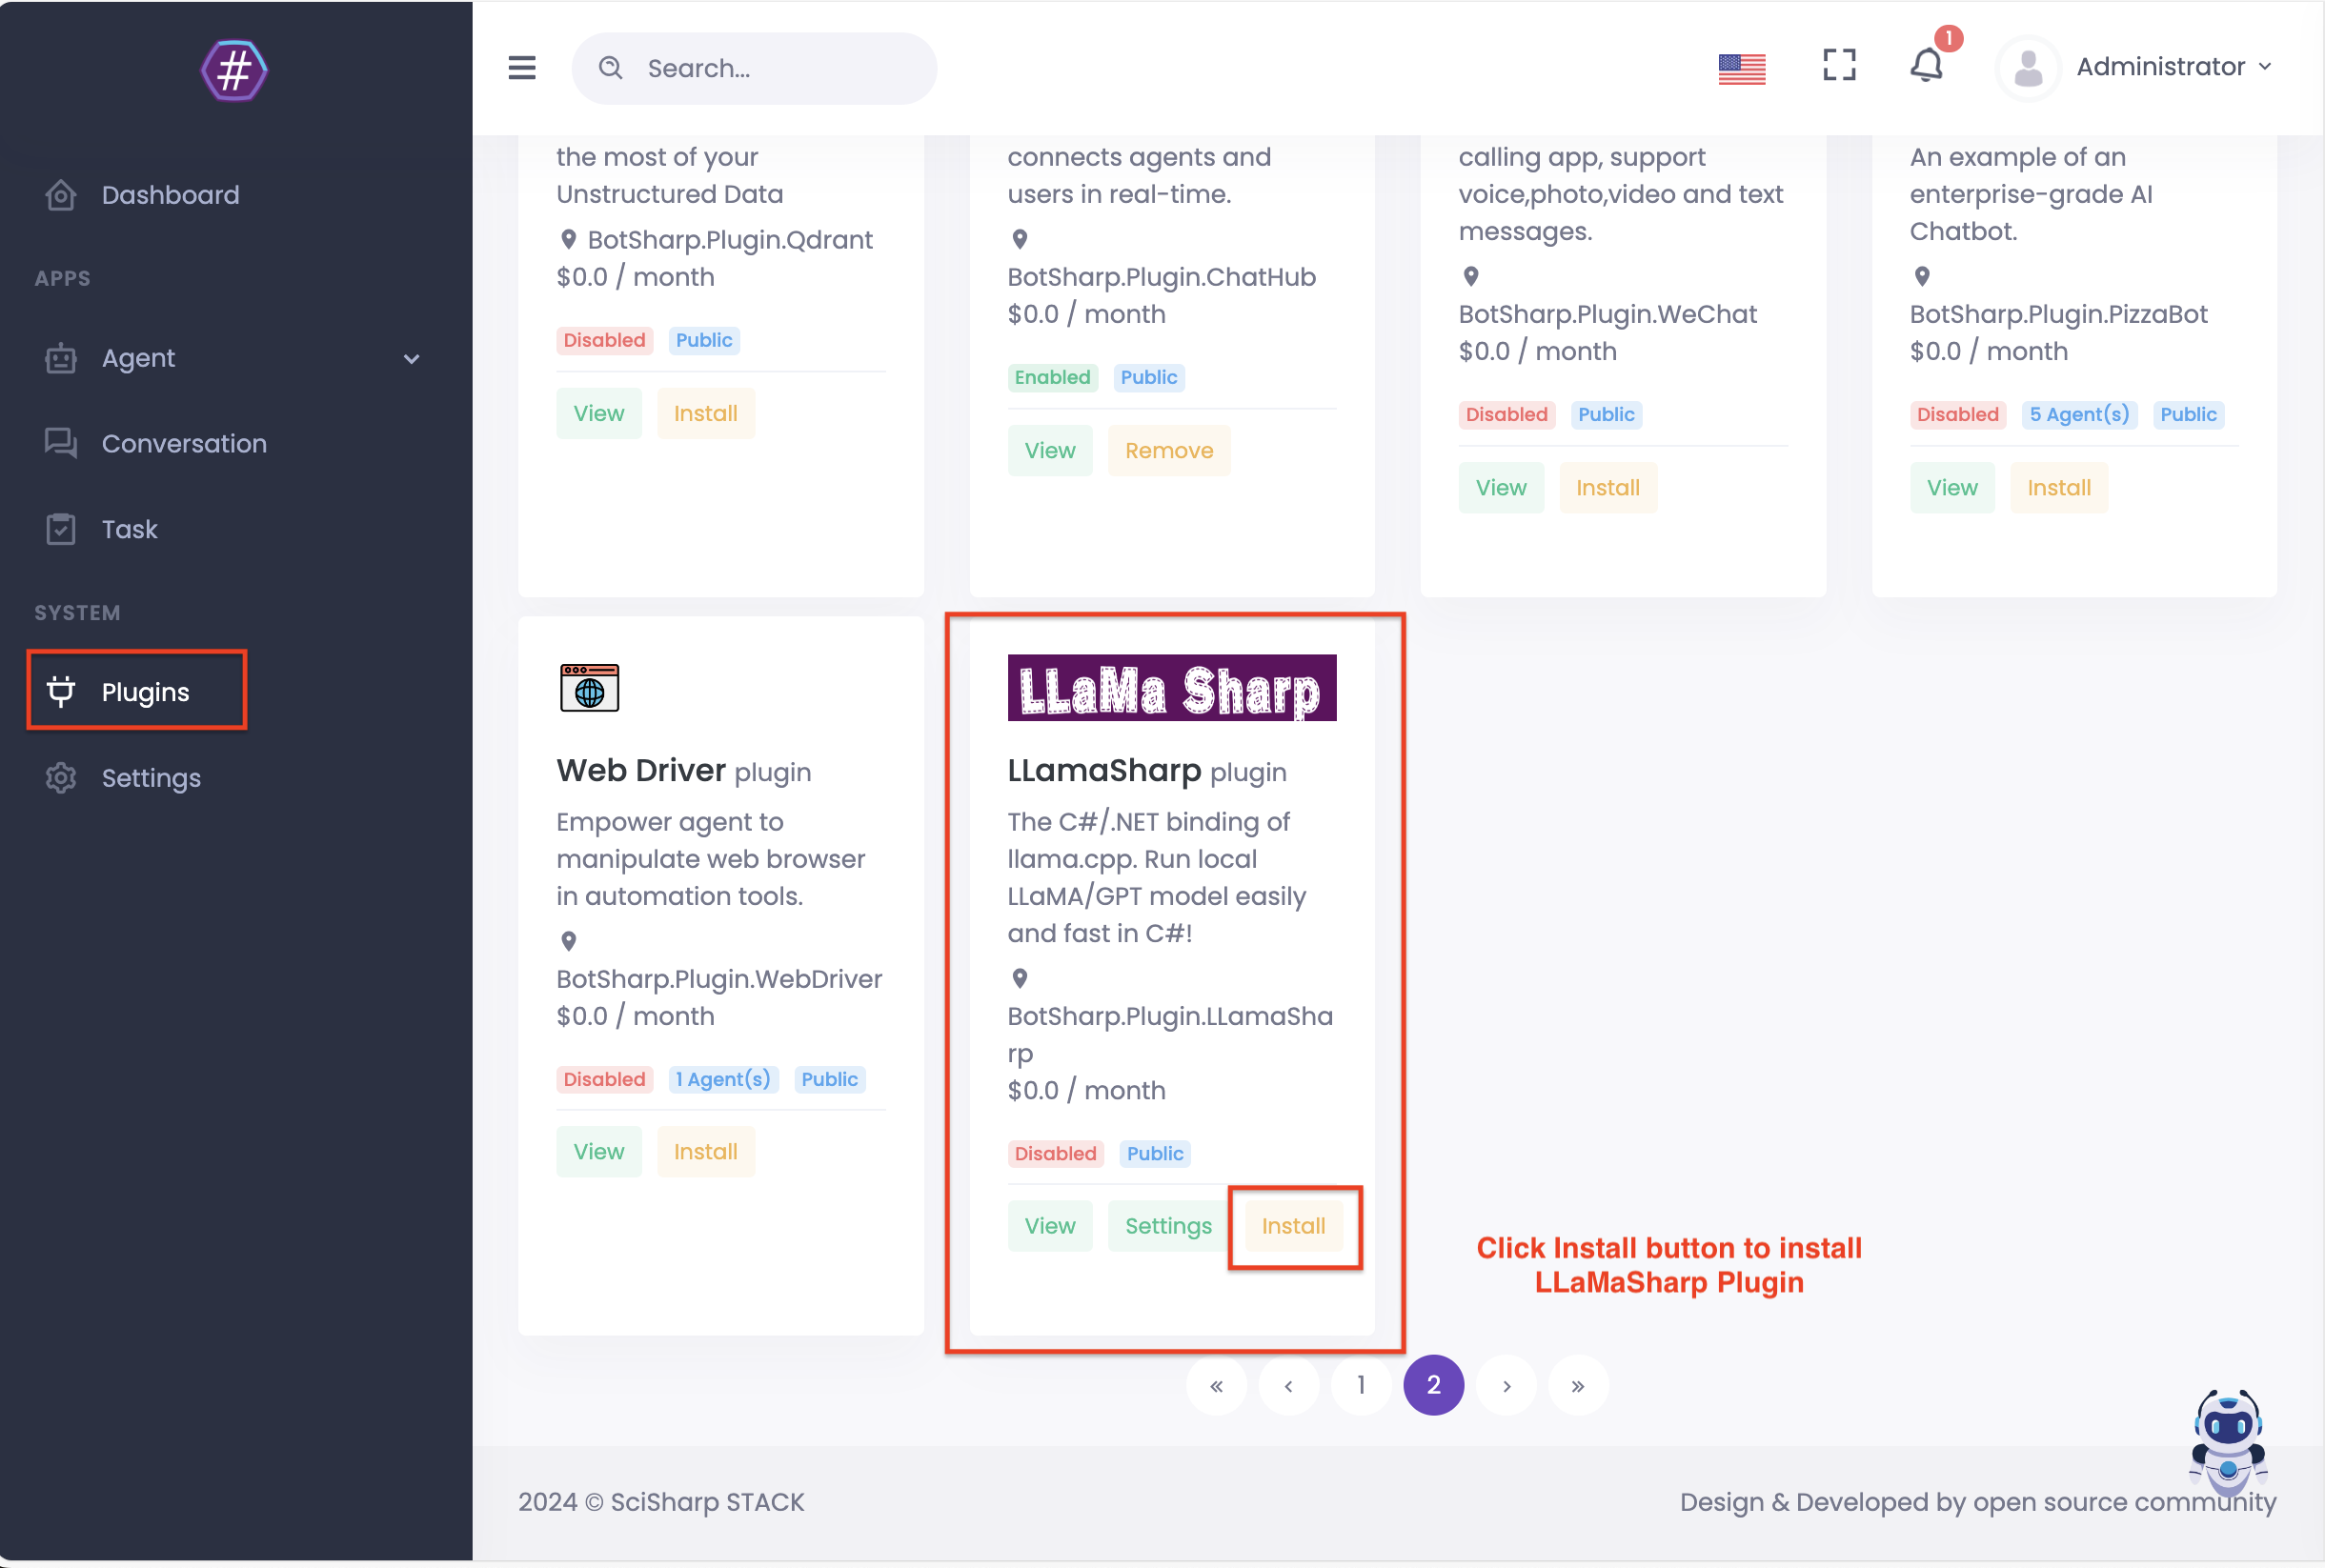 #
Search...
1
Administrator
Dashboard
APPS
Agent
Conversation
Task
SYSTEM
Plugins
Settings
the most of your
Unstructured Data
BotSharp.Plugin.Qdrant
$0.0 / month
Disabled Public
View Install
connects agents and
users in real-time.
BotSharp.Plugin.ChatHub
$0.0 / month
Enabled Public
View Remove
calling app, support
voice,photo,video and text
messages.
BotSharp.Plugin.WeChat
$0.0 / month
Disabled Public
View Install
An example of an
enterprise-grade AI
Chatbot.
BotSharp.Plugin.PizzaBot
$0.0 / month
Disabled 5 Agent(s) Public
View Install
Web Driver plugin
Empower agent to
manipulate web browser
in automation tools.
BotSharp.Plugin.WebDriver
$0.0 / month
Disabled 1 Agent(s) Public
View Install
LLaMa Sharp
LLamaSharp plugin
The C#/.NET binding of
llama.cpp. Run local
LLaMA/GPT model easily
and fast in C#!
BotSharp.Plugin.LLamaSha
rp
$0.0 / month
Disabled Public
View Settings Install
Click Install button to install
LLaMaSharp Plugin
« ‹ 1 2 › »
2024 © SciSharp STACK
Design & Developed by open source community